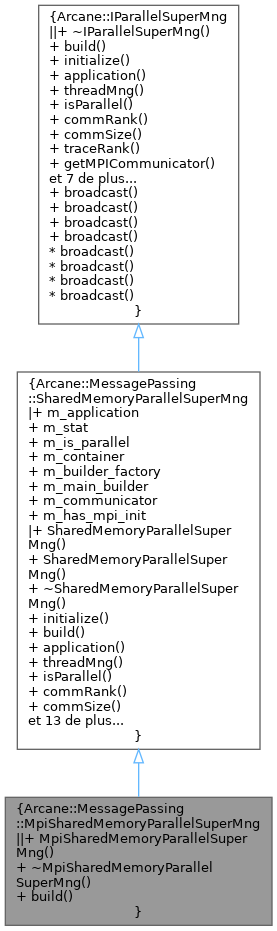 {Arcane::IParallelSuperMng
||+ ~IParallelSuperMng()
+ build()
+ initialize()
+ application()
+ threadMng()
+ isParallel()
+ commRank()
+ commSize()
+ traceRank()
+ getMPICommunicator()
et 7 de plus...
+ broadcast()
+ broadcast()
+ broadcast()
+ broadcast()
* broadcast()
* broadcast()
* broadcast()
* broadcast()
}
{Arcane::MessagePassing
::SharedMemoryParallelSuperMng
|+ m_application
+ m_stat
+ m_is_parallel
+ m_container
+ m_builder_factory
+ m_main_builder
+ m_communicator
+ m_has_mpi_init
|+ SharedMemoryParallelSuper
Mng()
+ SharedMemoryParallelSuper
Mng()
+ ~SharedMemoryParallelSuper
Mng()
+ initialize()
+ build()
+ application()
+ threadMng()
+ isParallel()
+ commRank()
+ commSize()
et 13 de plus...
}
{Arcane::MessagePassing
::MpiSharedMemoryParallelSuperMng
||+ MpiSharedMemoryParallelSuper
Mng()
+ ~MpiSharedMemoryParallel
SuperMng()
+ build()
}